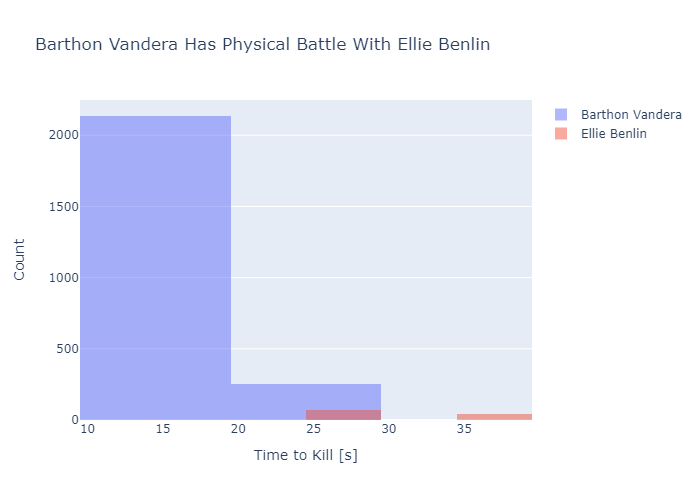 Barthon Vandera Has Physical Battle With Ellie Benlin
Barthon Vandera
Ellie Benlin
2000
1500
1000
500
0
Count
10 15 20 25 30 35
Time to Kill [s]